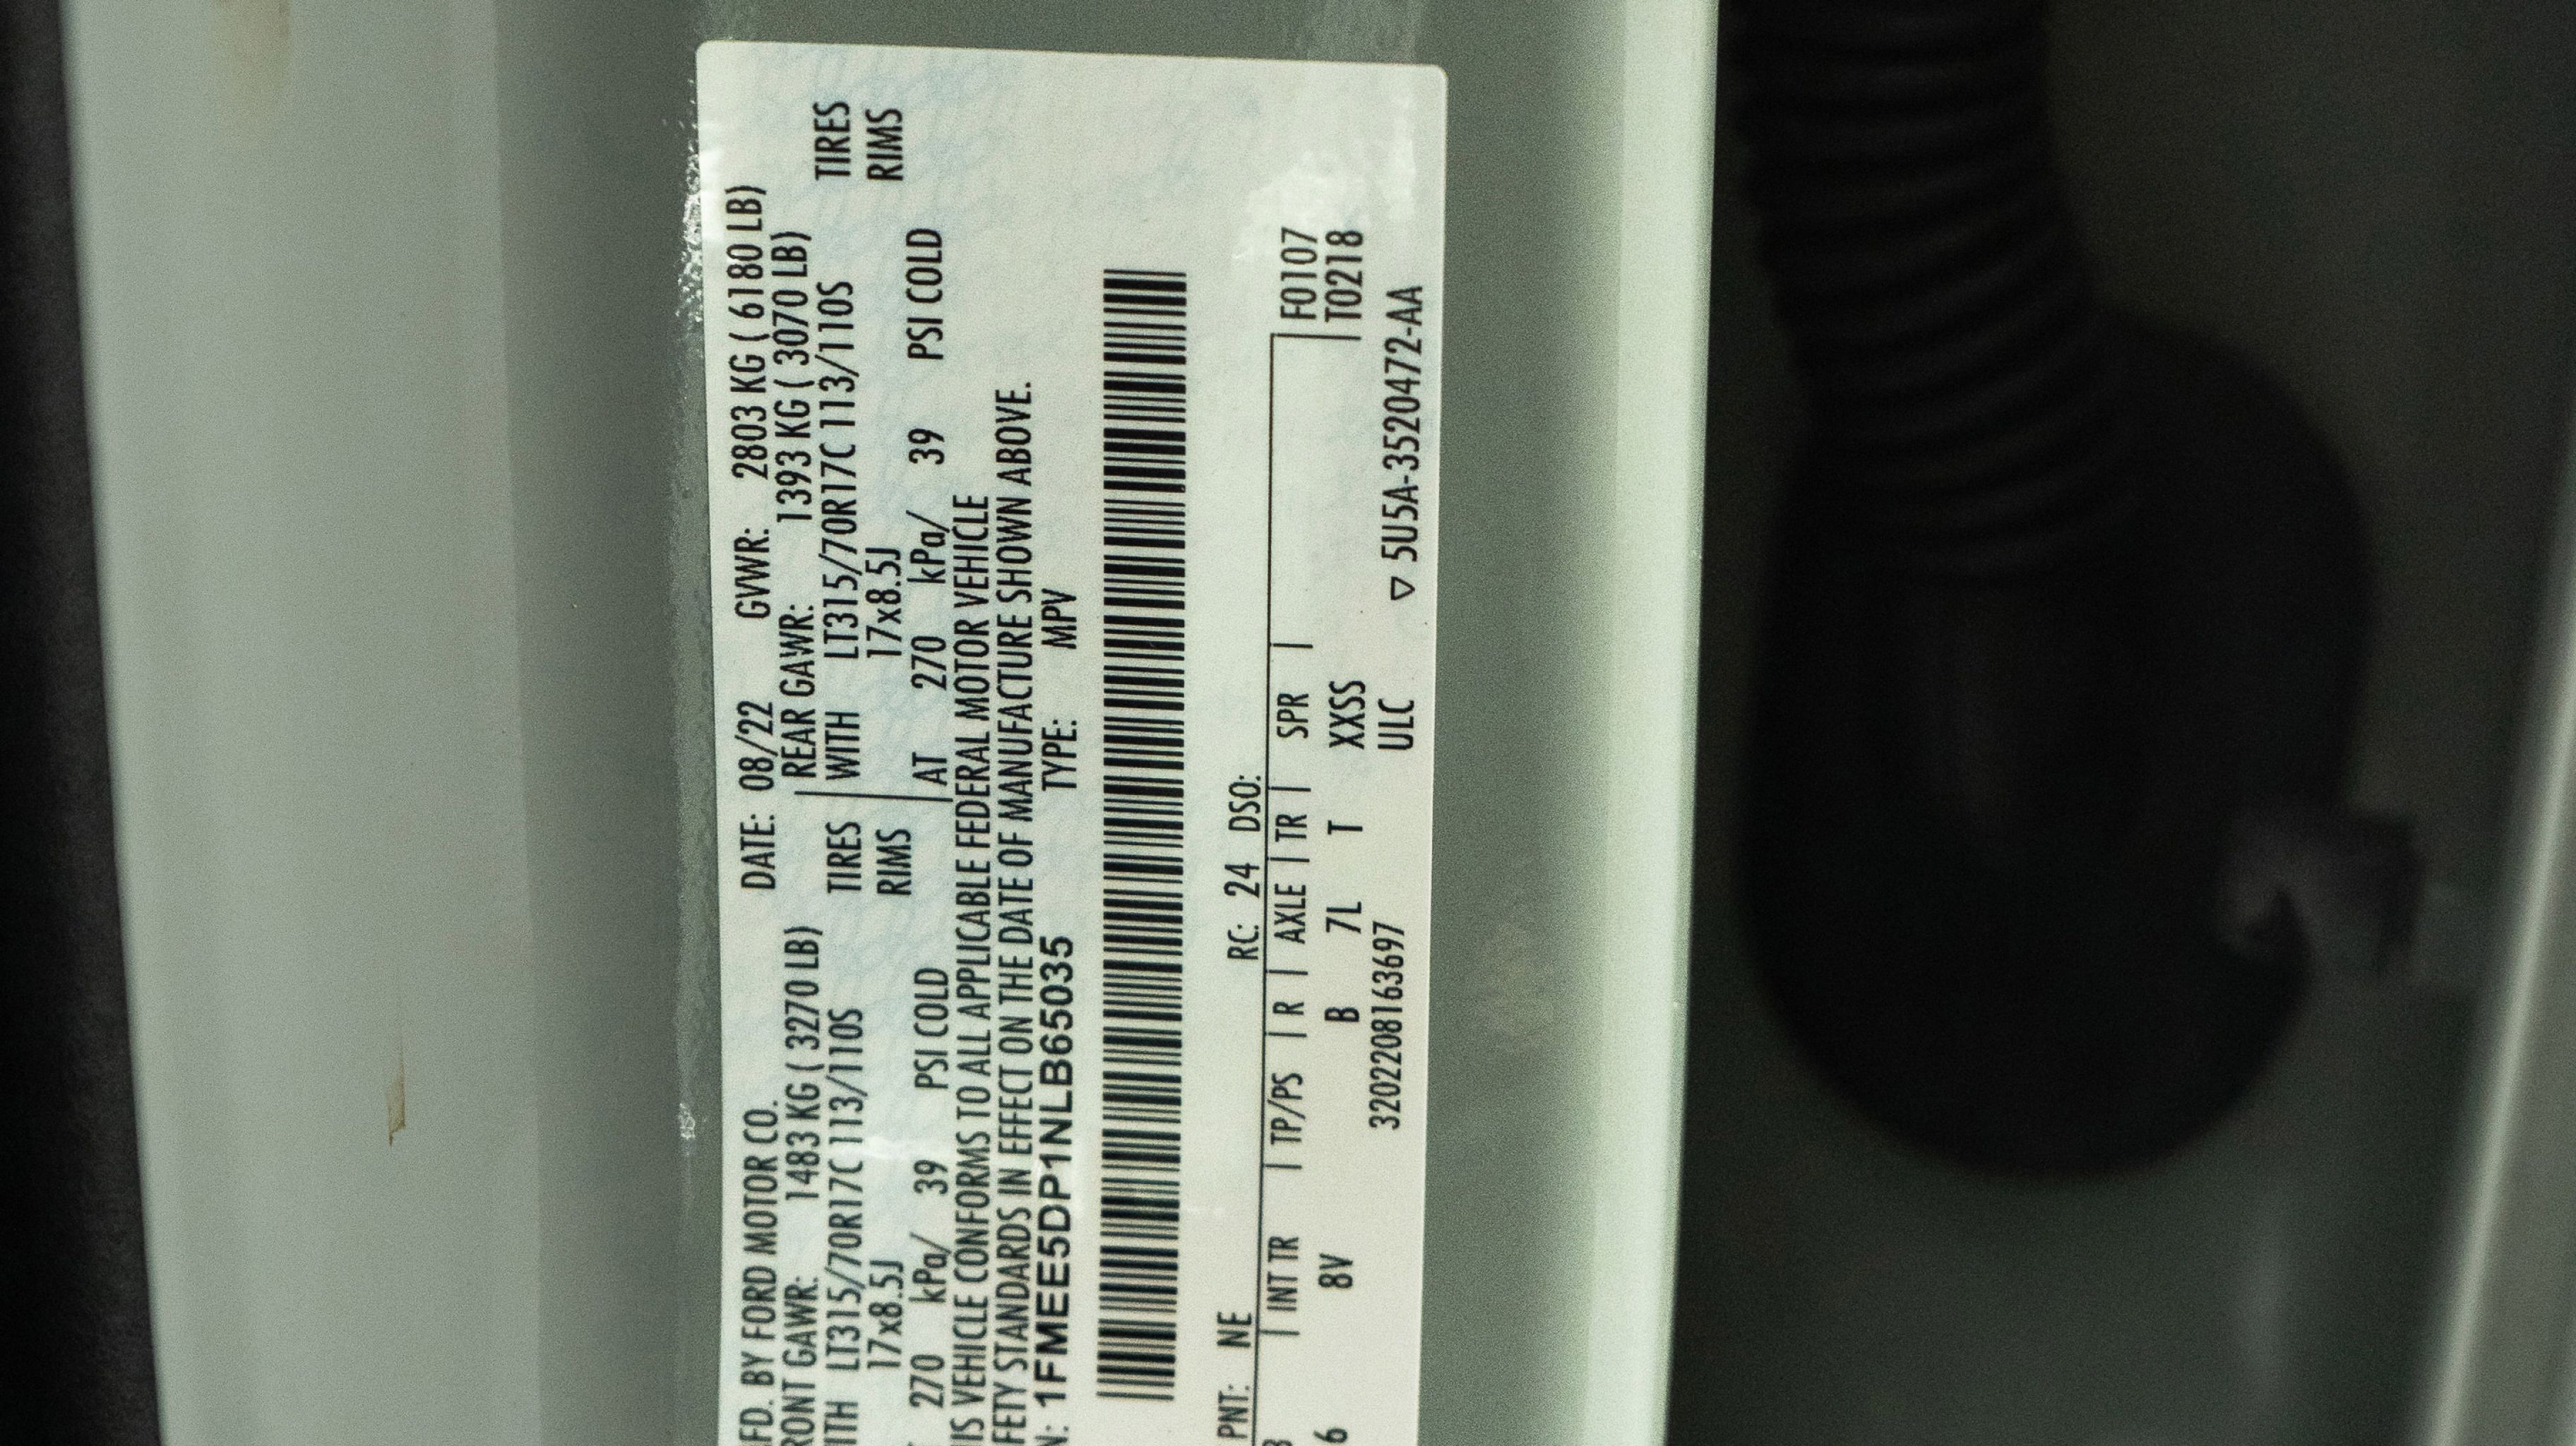 FD. BY FORD MOTOR CO. DATE: 08/22 GVWR: 2803 KG ( 6180 LB)
RONT GAWR: 1483 KG ( 3270 LB) REAR GAWR: 1393 KG ( 3070 LB)
ITH LT315/70R17C 113/110S TIRES WITH LT315/70R17C 113/110S TIRES
17x8.5J RIMS 17x8.5J RIMS
270 kPa/ 39 PSI COLD AT 270 kPa/ 39 PSI COLD
IS VEHICLE CONFORMS TO ALL APPLICABLE FEDERAL MOTOR VEHICLE
FETY STANDARDS IN EFFECT ON THE DATE OF MANUFACTURE SHOWN ABOVE.
N: 1FMEE5DP1NLB65035 TYPE: MPV
PNT: NE RC: 24 DSO:
B | INT TR | TP/PS | R | AXLE | TR | SPR | F0107
6 8V B 7L T XXSS T0218
3202208163697 ULC ▽ 5U5A-3520472-AA